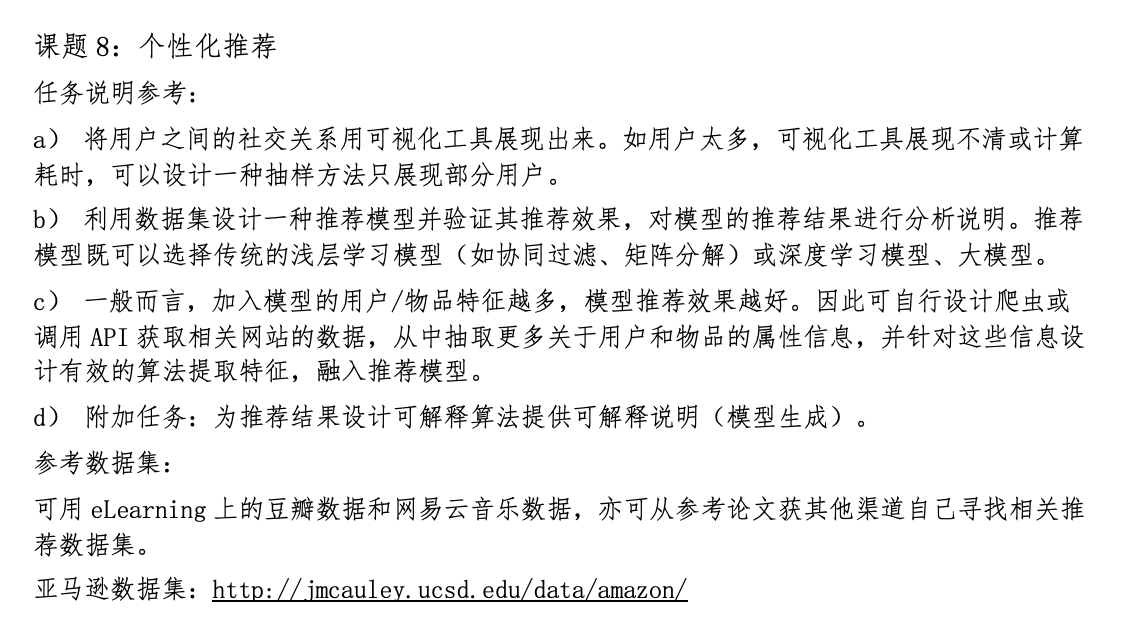 课题 8：个性化推荐
任务说明参考：
a） 将用户之间的社交关系用可视化工具展现出来。如用户太多，可视化工具展现不清或计算
耗时，可以设计一种抽样方法只展现部分用户。
b） 利用数据集设计一种推荐模型并验证其推荐效果，对模型的推荐结果进行分析说明。推荐
模型既可以选择传统的浅层学习模型（如协同过滤、矩阵分解）或深度学习模型、大模型。
c） 一般而言，加入模型的用户/物品特征越多，模型推荐效果越好。因此可自行设计爬虫或
调用 API 获取相关网站的数据，从中抽取更多关于用户和物品的属性信息，并针对这些信息设
计有效的算法提取特征，融入推荐模型。
d） 附加任务：为推荐结果设计可解释算法提供可解释说明（模型生成）。
参考数据集：
可用 eLearning 上的豆瓣数据和网易云音乐数据，亦可从参考论文获其他渠道自己寻找相关推
荐数据集。
亚马逊数据集：http://jmcauley.ucsd.edu/data/amazon/